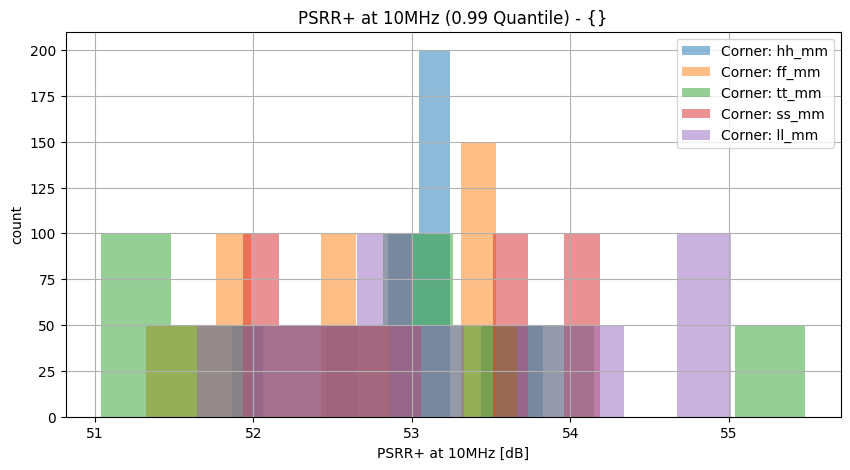 PSRR+ at 10MHz (0.99 Quantile) - {}
Corner: hh_mm
Corner: ff_mm
Corner: tt_mm
Corner: ss_mm
Corner: ll_mm
count
200
175
150
125
100
75
50
25
0
51 52 53 54 55
PSRR+ at 10MHz [dB]